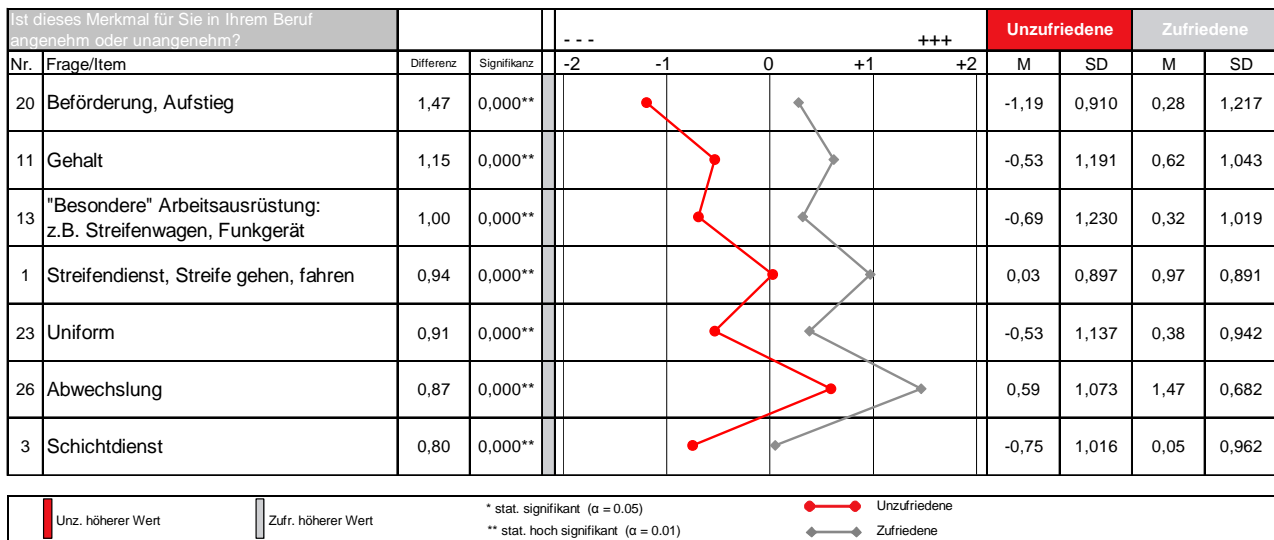 Ist dieses Merkmal für Sie in Ihrem Beruf
angenehm oder unangenehm?
- - -
+++
Unzufriedene
Zufriedene
Nr. Frage/Item Differenz Signifikanz -2 -1 0 +1 +2 M SD M SD
20 Beförderung, Aufstieg 1,47 0,000** -1,19 0,910 0,28 1,217
11 Gehalt 1,15 0,000** -0,53 1,191 0,62 1,043
13 "Besondere" Arbeitsausrüstung:
z.B. Streifenwagen, Funkgerät 1,00 0,000** -0,69 1,230 0,32 1,019
1 Streifendienst, Streife gehen, fahren 0,94 0,000** 0,03 0,897 0,97 0,891
23 Uniform 0,91 0,000** -0,53 1,137 0,38 0,942
26 Abwechslung 0,87 0,000** 0,59 1,073 1,47 0,682
3 Schichtdienst 0,80 0,000** -0,75 1,016 0,05 0,962
Unz. höherer Wert
Zufr. höherer Wert
* stat. signifikant (α = 0.05)
** stat. hoch signifikant (α = 0.01)
Unzufriedene
Zufriedene